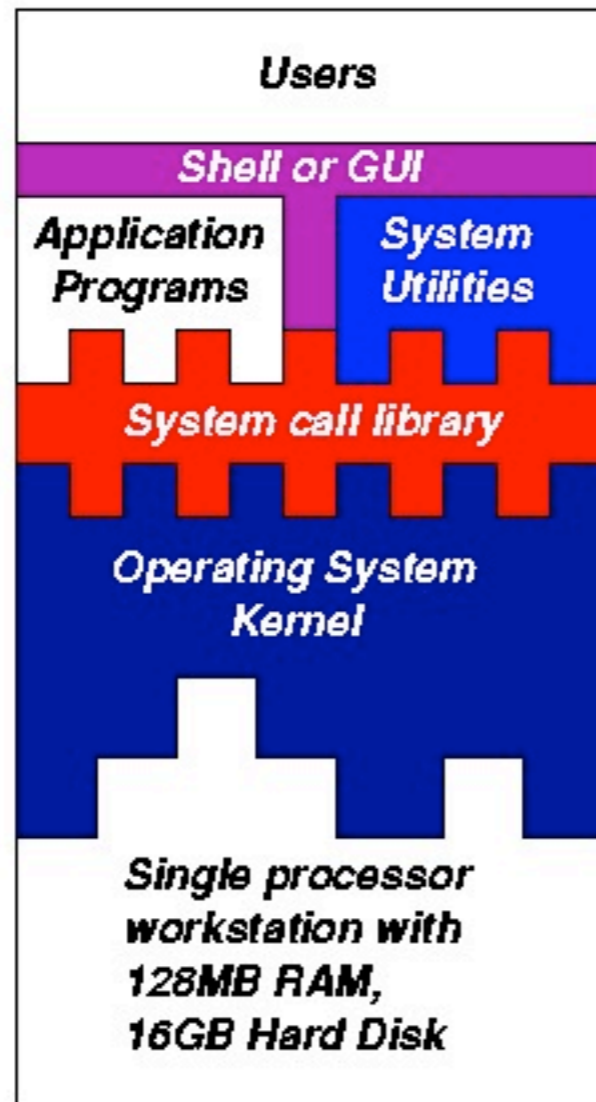 Users
Shell or GUI
Application
Programs
System
Utilities
System call library
Operating System
Kernel
Single processor
workstation with
128MB RAM,
16GB Hard Disk